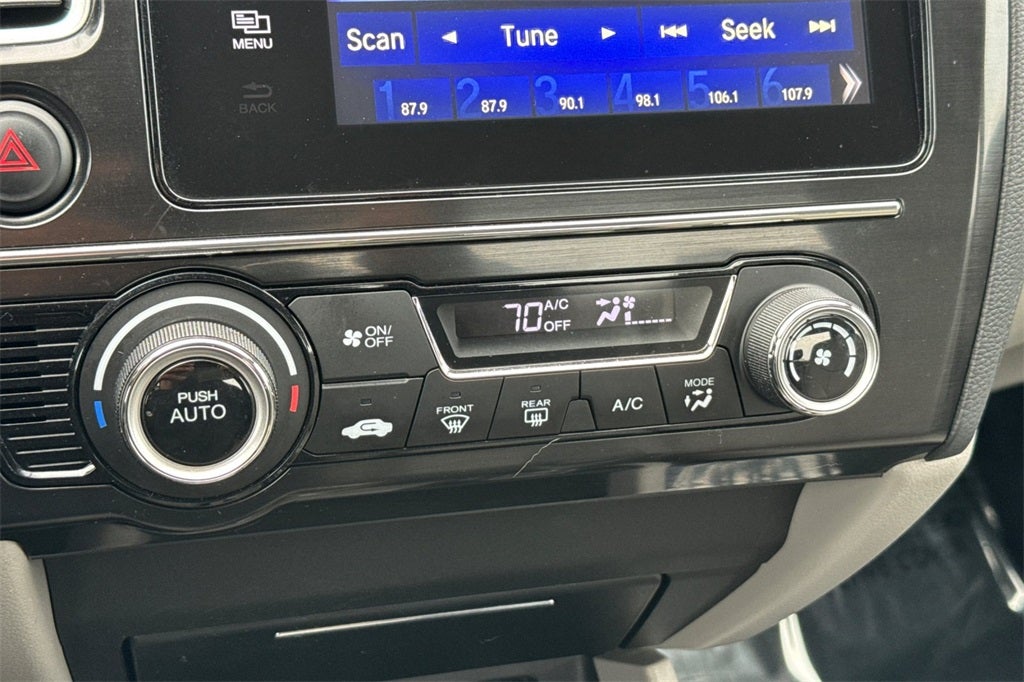 MENU
BACK
Scan Tune Seek
1 87.9 2 87.9 3 90.1 4 98.1 5 106.1 6 107.9
PUSH
AUTO
ON/
OFF
70 A/C
OFF
FRONT
REAR
A/C
MODE